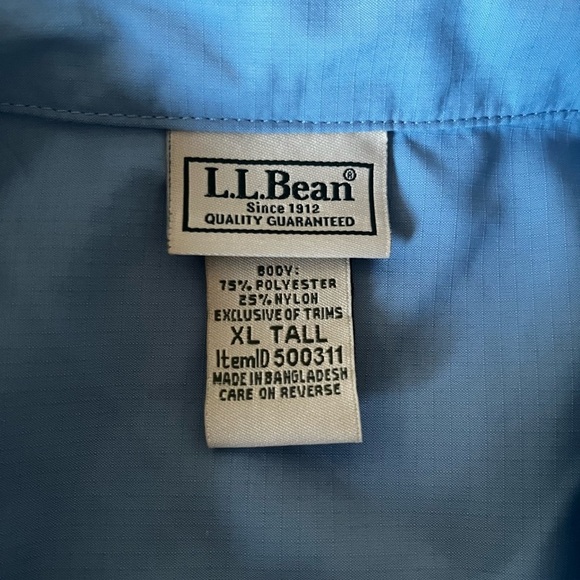 L.L.Bean®
Since 1912
QUALITY GUARANTEED
BODY:
75% POLYESTER
25% NYLON
EXCLUSIVE OF TRIMS
XL TALL
ItemID 500311
MADE IN BANGLADESH
CARE ON REVERSE